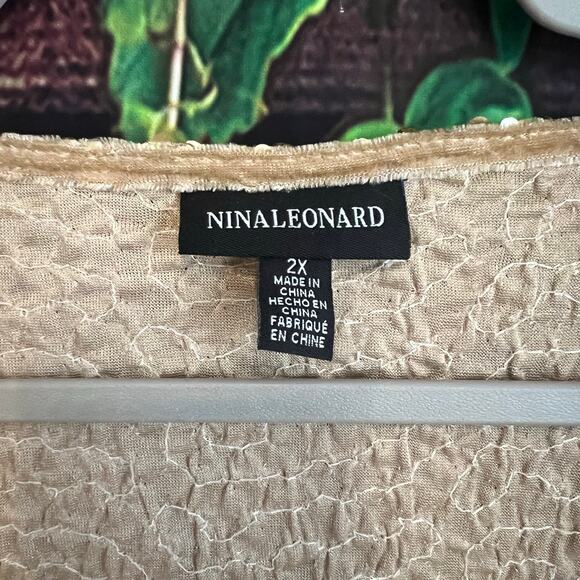 NINALEONARD
2X
MADE IN
CHINA
HECHO EN
CHINA
FABRIQUÉ
EN CHINE